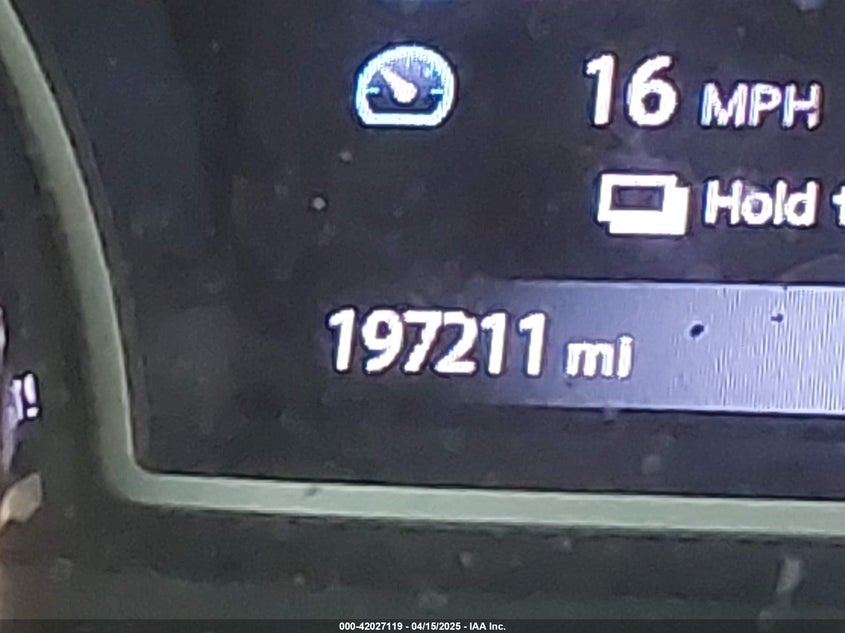 16 MPH
Hold
197211 mi
000-42027119 - 04/15/2025 - IAA Inc.